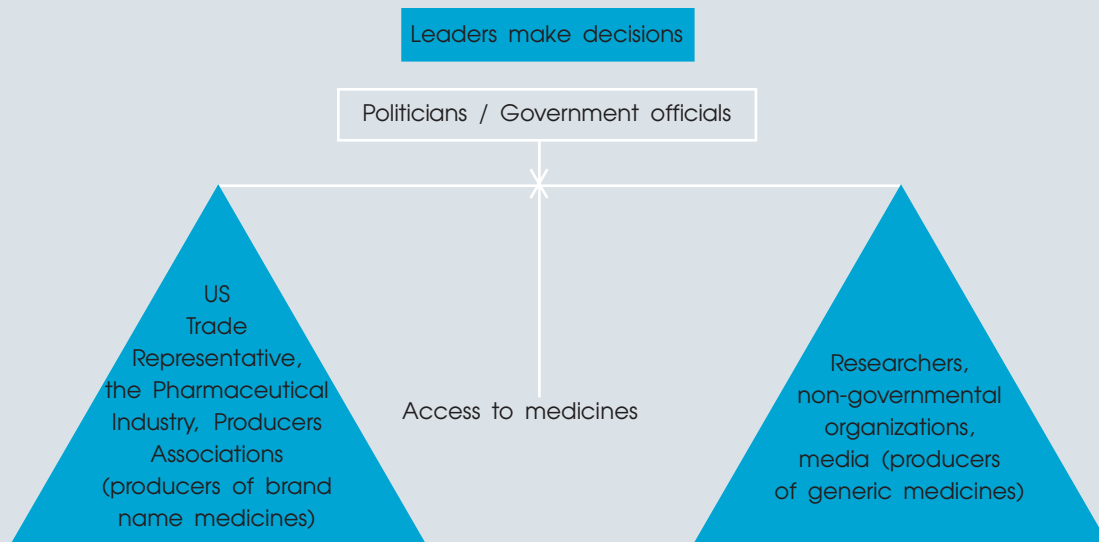 Leaders make decisions
Politicians / Government officials
US
Trade
Representative,
the Pharmaceutical
Industry, Producers
Associations
(producers of brand
name medicines)
Access to medicines
Researchers,
non-governmental
organizations,
media (producers
of generic medicines)